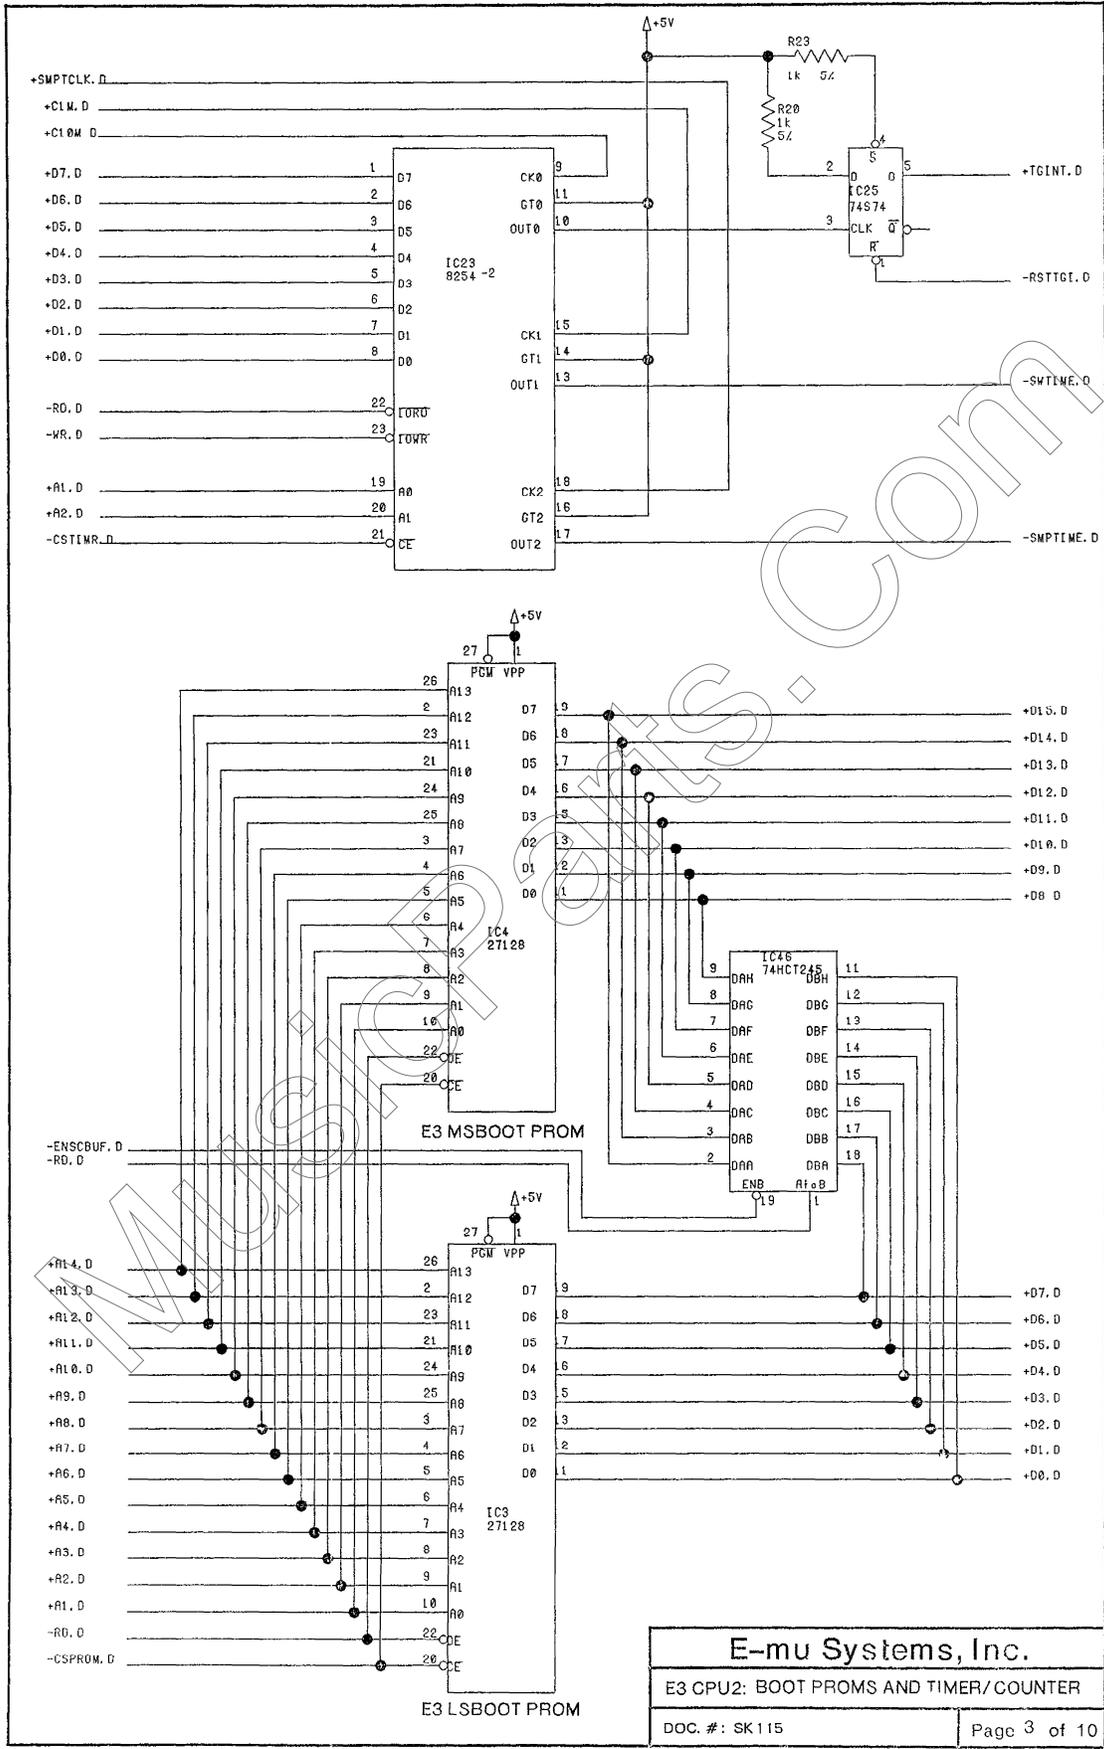 +5V
R23
1k 5%
+SMPTCLK.D
+C1M.D
+C10M D
R20
1k
5%
4
S
2
D
Q
5
+TGINT.D
IC25
74S74
3
CLK
Q
R
1
-RSTTGI.D
+D7.D
1
D7
CK0
9
+D6.D
2
D6
GT0
11
+D5.D
3
D5
OUT0
10
+D4.D
4
D4
IC23
8254 -2
+D3.D
5
D3
+D2.D
6
D2
+D1.D
7
D1
CK1
15
+D0.D
8
D0
GT1
14
OUT1
13
-SWTIME.D
-RD.D
22
IORD
-WR.D
23
IOWR
+A1.D
19
A0
CK2
18
+A2.D
20
A1
GT2
16
-CSTIMR.D
21
CE
OUT2
17
-SMPTIME.D
+5V
27
1
PGM VPP
26
A13
2
A12
D7
19
+D15.D
23
A11
D6
18
+D14.D
21
A10
D5
17
+D13.D
24
A9
D4
16
+D12.D
25
A8
D3
15
+D11.D
3
A7
D2
13
+D10.D
4
A6
D1
12
+D9.D
5
A5
D0
11
+D8 D
6
A4
IC4
27128
7
A3
8
A2
9
A1
10
A0
22
OE
20
CE
E3 MSBOOT PROM
IC46
74HCT245
9
DAH
DBH
11
8
DAG
DBG
12
7
DAF
DBF
13
6
DAE
DBE
14
5
DAD
DBD
15
4
DAC
DBC
16
3
DAB
DBB
17
2
DAA
DBA
18
ENB
AtoB
19
1
-ENSCBUF.D
-RD.D
+5V
27
1
PGM VPP
+A14.D
26
A13
+A13.D
2
A12
D7
19
+D7.D
+A12.D
23
A11
D6
18
+D6.D
+A11.D
21
A10
D5
17
+D5.D
+A10.D
24
A9
D4
16
+D4.D
+A9.D
25
A8
D3
15
+D3.D
+A8.D
3
A7
D2
13
+D2.D
+A7.D
4
A6
D1
12
+D1.D
+A6.D
5
A5
D0
11
+D0.D
+A5.D
6
A4
IC3
27128
+A4.D
7
A3
+A3.D
8
A2
+A2.D
9
A1
+A1.D
10
A0
-RD.D
22
OE
-CSPROM.D
20
CE
E3 LSBOOT PROM
MusicParts.Com
E-mu Systems, Inc.
E3 CPU2: BOOT PROMS AND TIMER/COUNTER
DOC. #: SK115
Page 3 of 10